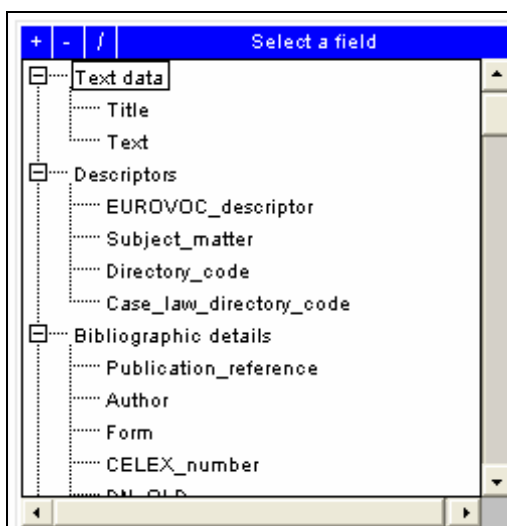 + - / Select a field
Text data
Title
Text
Descriptors
EUROVOC_descriptor
Subject_matter
Directory_code
Case_law_directory_code
Bibliographic details
Publication_reference
Author
Form
CELEX_number